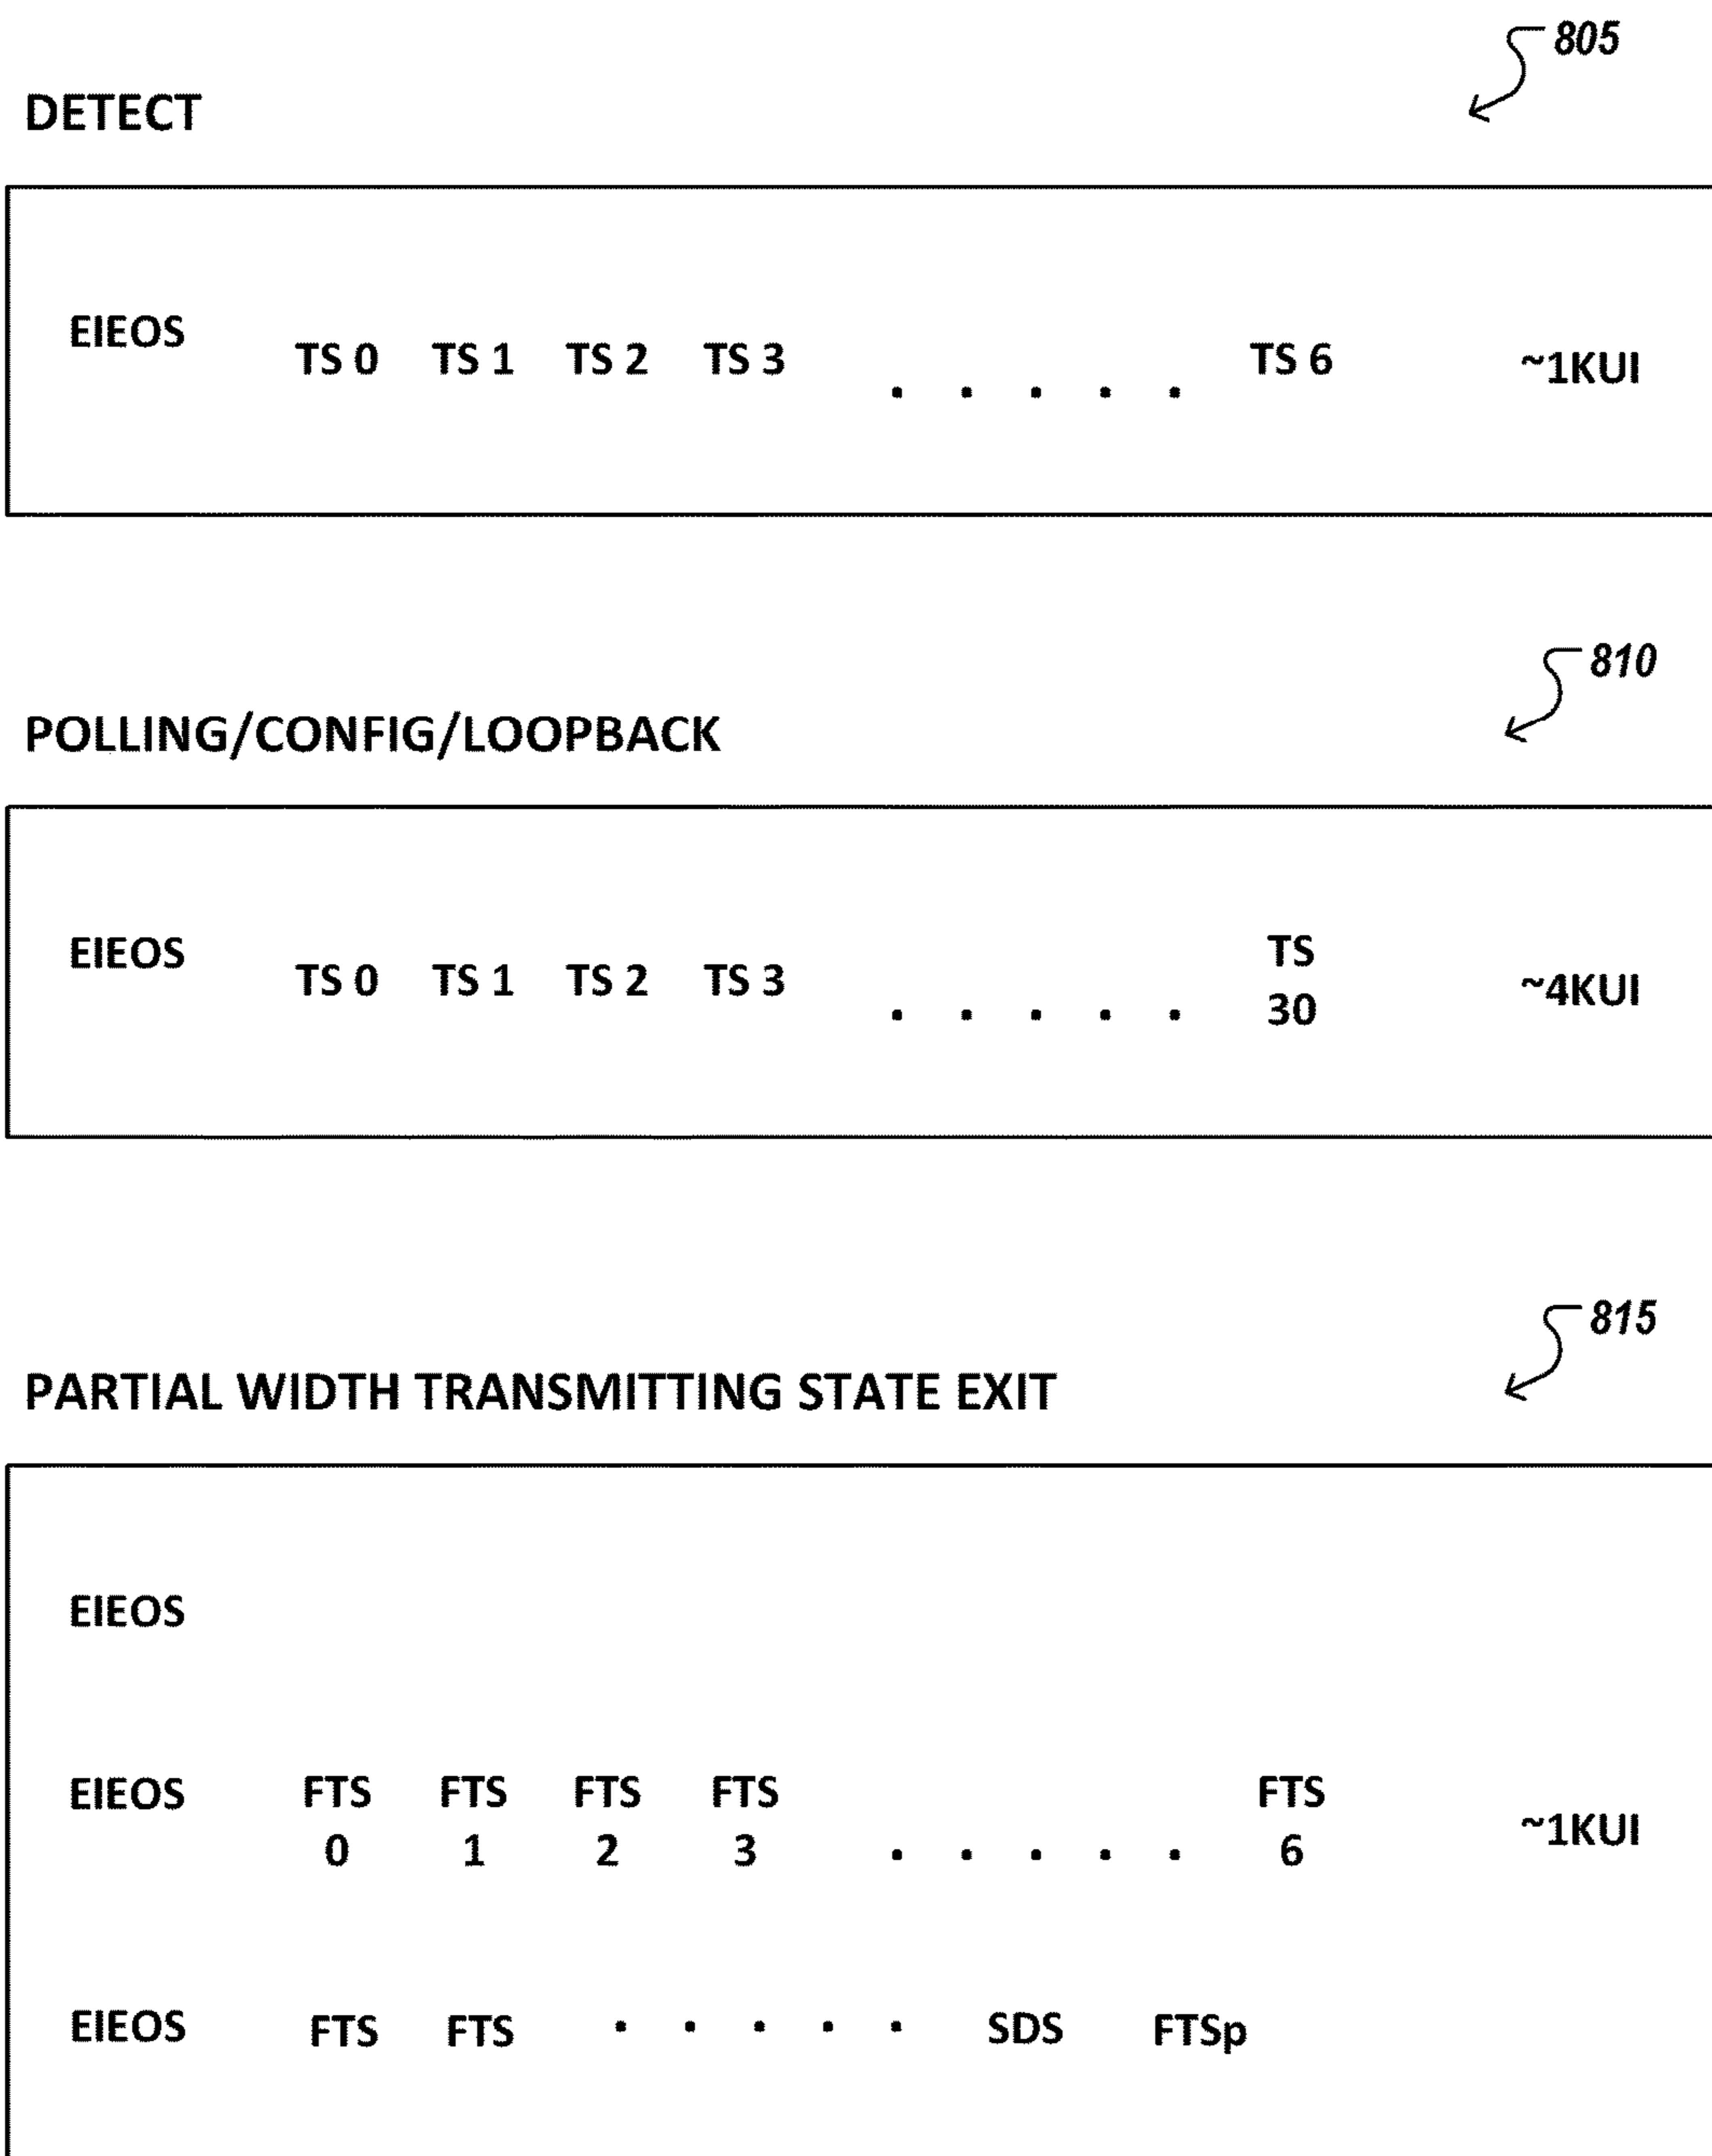 805
DETECT
EIEOS TS 0 TS 1 TS 2 TS 3 . . . . . TS 6 ~1KUI
810
POLLING/CONFIG/LOOPBACK
EIEOS TS 0 TS 1 TS 2 TS 3 . . . . . TS 30 ~4KUI
815
PARTIAL WIDTH TRANSMITTING STATE EXIT
EIEOS
EIEOS FTS 0 FTS 1 FTS 2 FTS 3 . . . . . FTS 6 ~1KUI
EIEOS FTS FTS . . . . . SDS FTSp